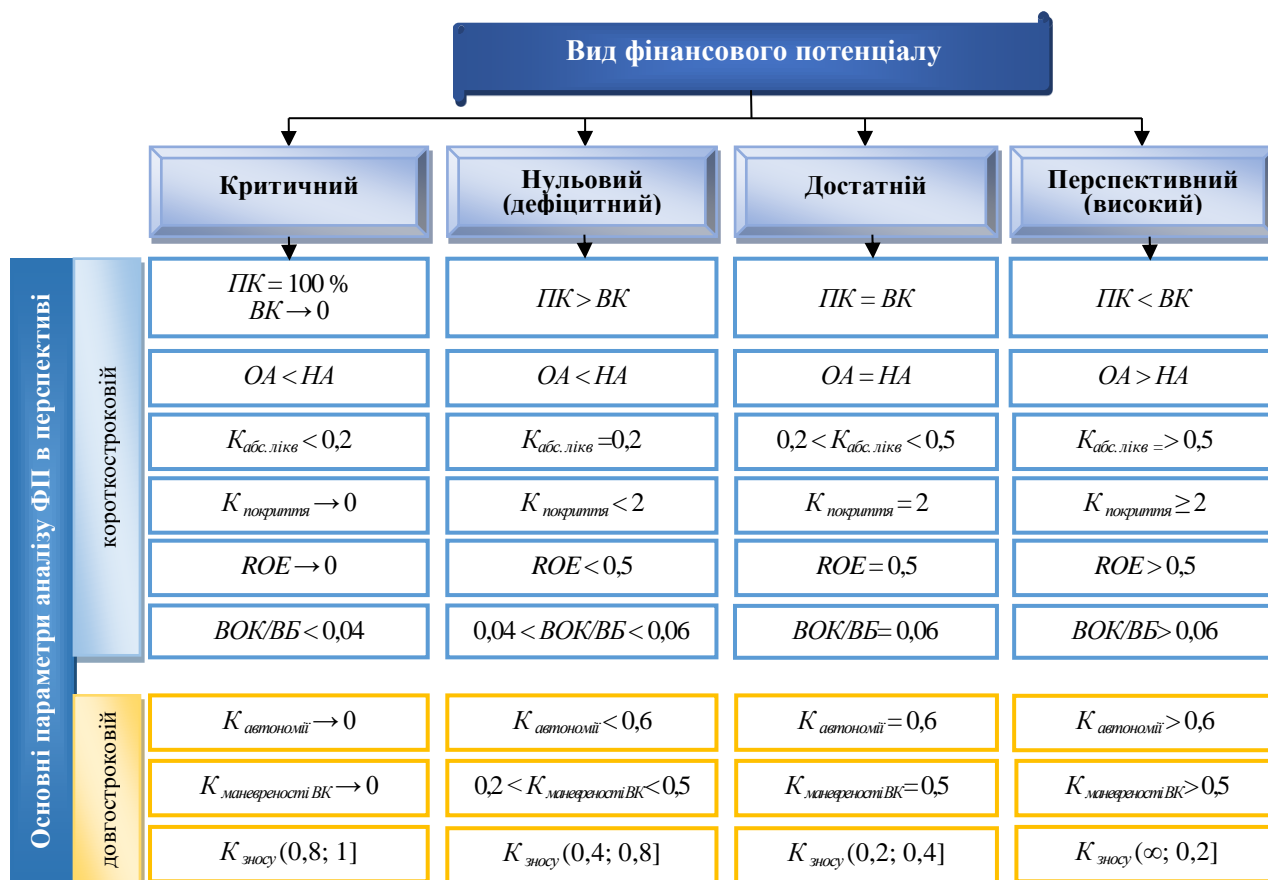 Вид фінансового потенціалу
Критичний
Нульовий
(дефіцитний)
Достатній
Перспективний
(високий)
Основні параметри аналізу ФП в перспективі
короткостроковій
ПК = 100 %
ВК → 0
ПК > ВК
ПК = ВК
ПК < ВК
ОА < НА
ОА < НА
ОА = НА
ОА > НА
К абс. лікв < 0,2
К абс. лікв =0,2
0,2 < К абс. лікв < 0,5
К абс. лікв = > 0,5
К покриття → 0
К покриття < 2
К покриття = 2
К покриття ≥ 2
ROE → 0
ROE < 0,5
ROE = 0,5
ROE > 0,5
ВОК/ВБ < 0,04
0,04 < ВОК/ВБ < 0,06
ВОК/ВБ= 0,06
ВОК/ВБ> 0,06
довгостроковій
К автономії → 0
К автономії < 0,6
К автономії = 0,6
К автономії > 0,6
К маневреності ВК → 0
0,2 < К маневреності ВК < 0,5
К маневреності ВК = 0,5
К маневреності ВК > 0,5
К зносу (0,8; 1]
К зносу (0,4; 0,8]
К зносу (0,2; 0,4]
К зносу (∞; 0,2]